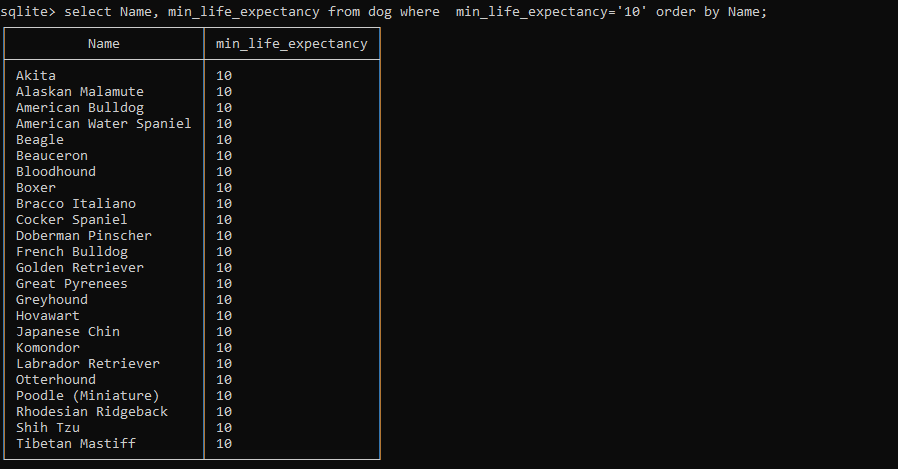 sqlite> select Name, min_life_expectancy from dog where  min_life_expectancy='10' order by Name;
Name min_life_expectancy
Akita 10
Alaskan Malamute 10
American Bulldog 10
American Water Spaniel 10
Beagle 10
Beauceron 10
Bloodhound 10
Boxer 10
Bracco Italiano 10
Cocker Spaniel 10
Doberman Pinscher 10
French Bulldog 10
Golden Retriever 10
Great Pyrenees 10
Greyhound 10
Hovawart 10
Japanese Chin 10
Komondor 10
Labrador Retriever 10
Otterhound 10
Poodle (Miniature) 10
Rhodesian Ridgeback 10
Shih Tzu 10
Tibetan Mastiff 10